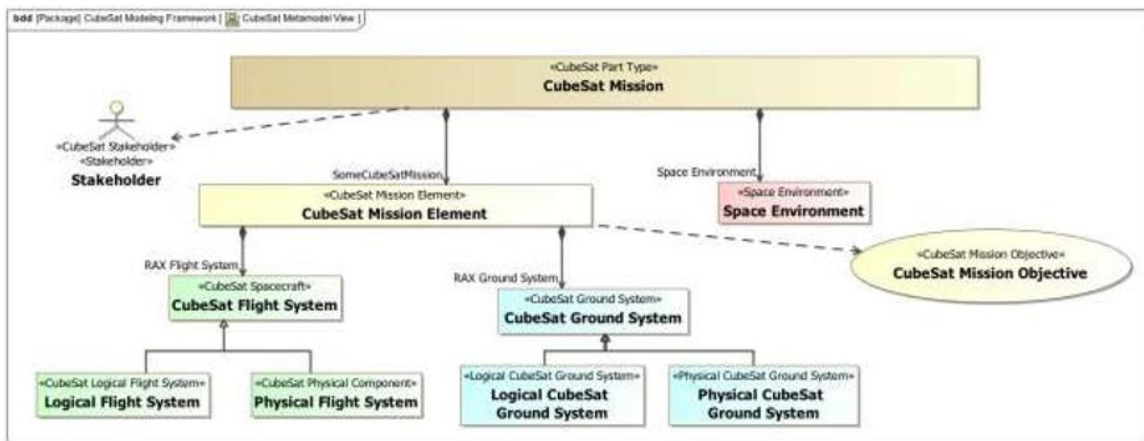 bdd [Package] CubeSat Modeling Framework [ CubeSat Metamodel View ]
«CubeSat Part Type»
CubeSat Mission
«CubeSat Stakeholder»
«Stakeholder»
Stakeholder
SomeCubeSatMission
Space Environment
«CubeSat Mission Element»
CubeSat Mission Element
«Space Environment»
Space Environment
«CubeSat Mission Objective»
CubeSat Mission Objective
RAX Flight System
RAX Ground System
«CubeSat Spacecraft»
CubeSat Flight System
«CubeSat Ground System»
CubeSat Ground System
«CubeSat Logical Flight System»
Logical Flight System
«CubeSat Physical Component»
Physical Flight System
«Logical CubeSat Ground System»
Logical CubeSat
Ground System
«Physical CubeSat Ground System»
Physical CubeSat
Ground System